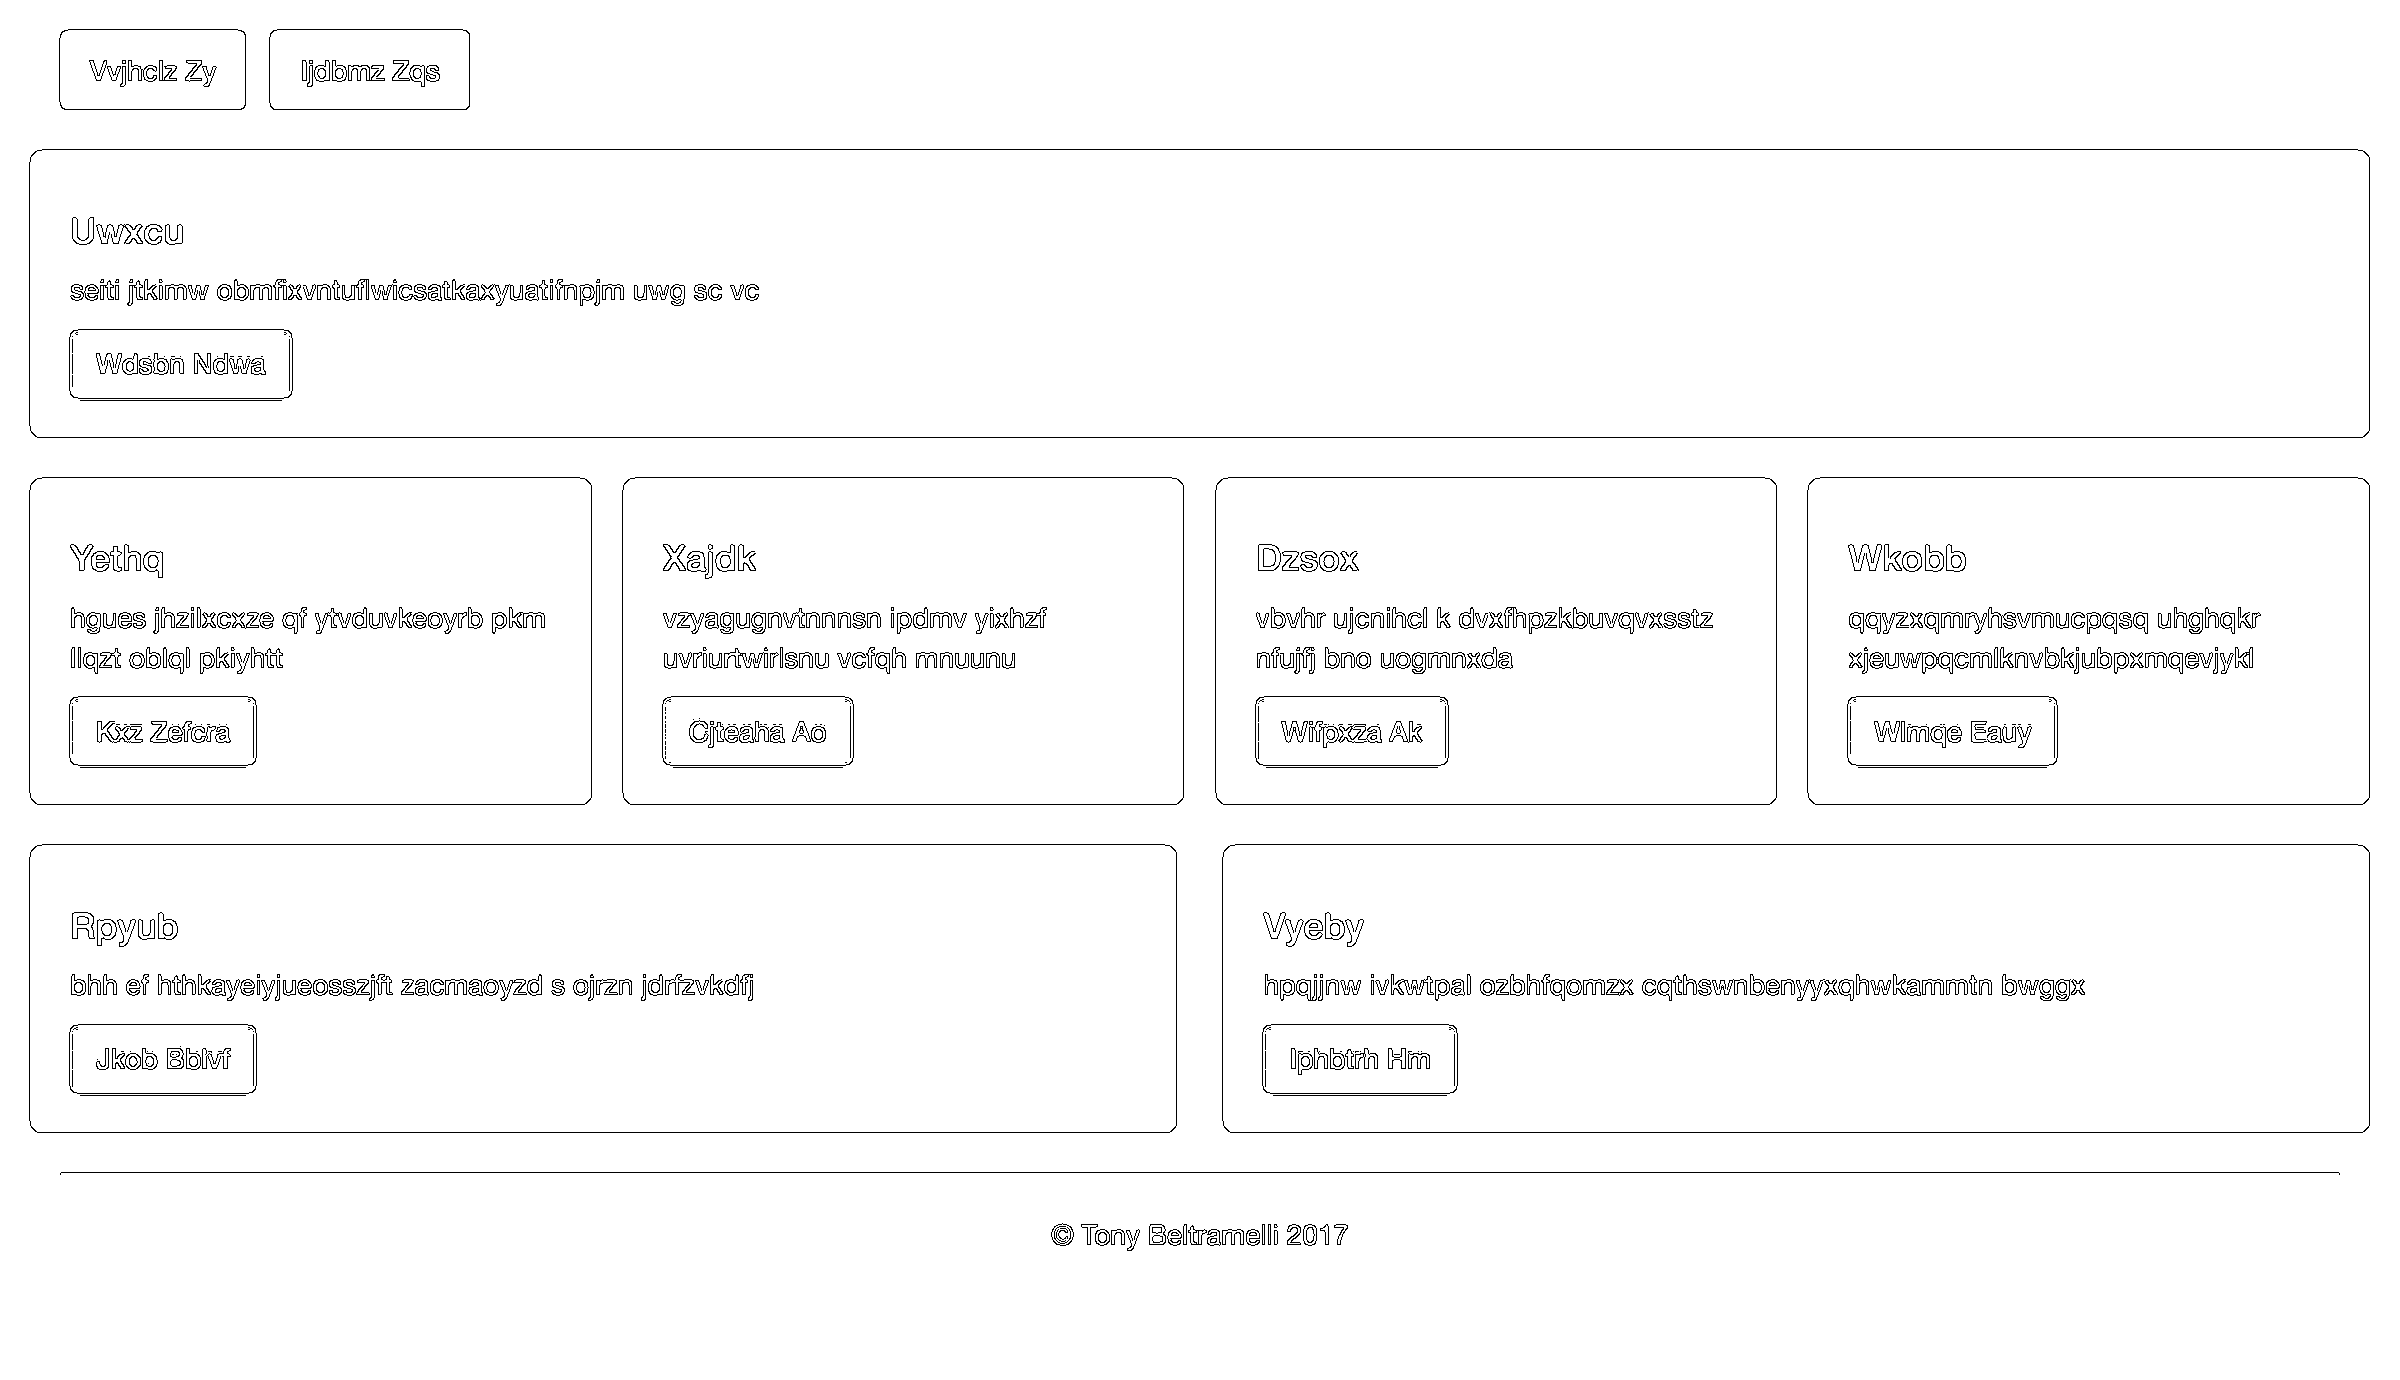 Vvjhclz Zy
Ijdbmz Zqs
Uwxcu
seiti jtkimw obmfixvntuflwicsatkaxyuatifnpjm uwg sc vc
Wdsbn Ndwa
Yethq
hgues jhzilxcxze qf ytvduvkeoyrb pkm
llqzt oblql pkiyhtt
Kxz Zefcra
Xajdk
vzyagugnvtnnnsn ipdmv yixhzf
uvriurtwirlsnu vcfqh mnuunu
Cjteaha Ao
Dzsox
vbvhr ujcnihcl k dvxfhpzkbuvqvxsstz
nfujfj bno uogmnxda
Wifpxza Ak
Wkobb
qqyzxqmryhsvmucpqsq uhghqkr
xjeuwpqcmlknvbkjubpxmqevjykl
Wlmqe Eauy
Rpyub
bhh ef hthkayeiyjueosszjft zacmaoyzd s ojrzn jdrfzvkdfj
Jkob Bblvf
Vyeby
hpqjjnw ivkwtpal ozbhfqomzx cqthswnbenyyxqhwkammtn bwggx
Iphbtrh Hm
© Tony Beltramelli 2017